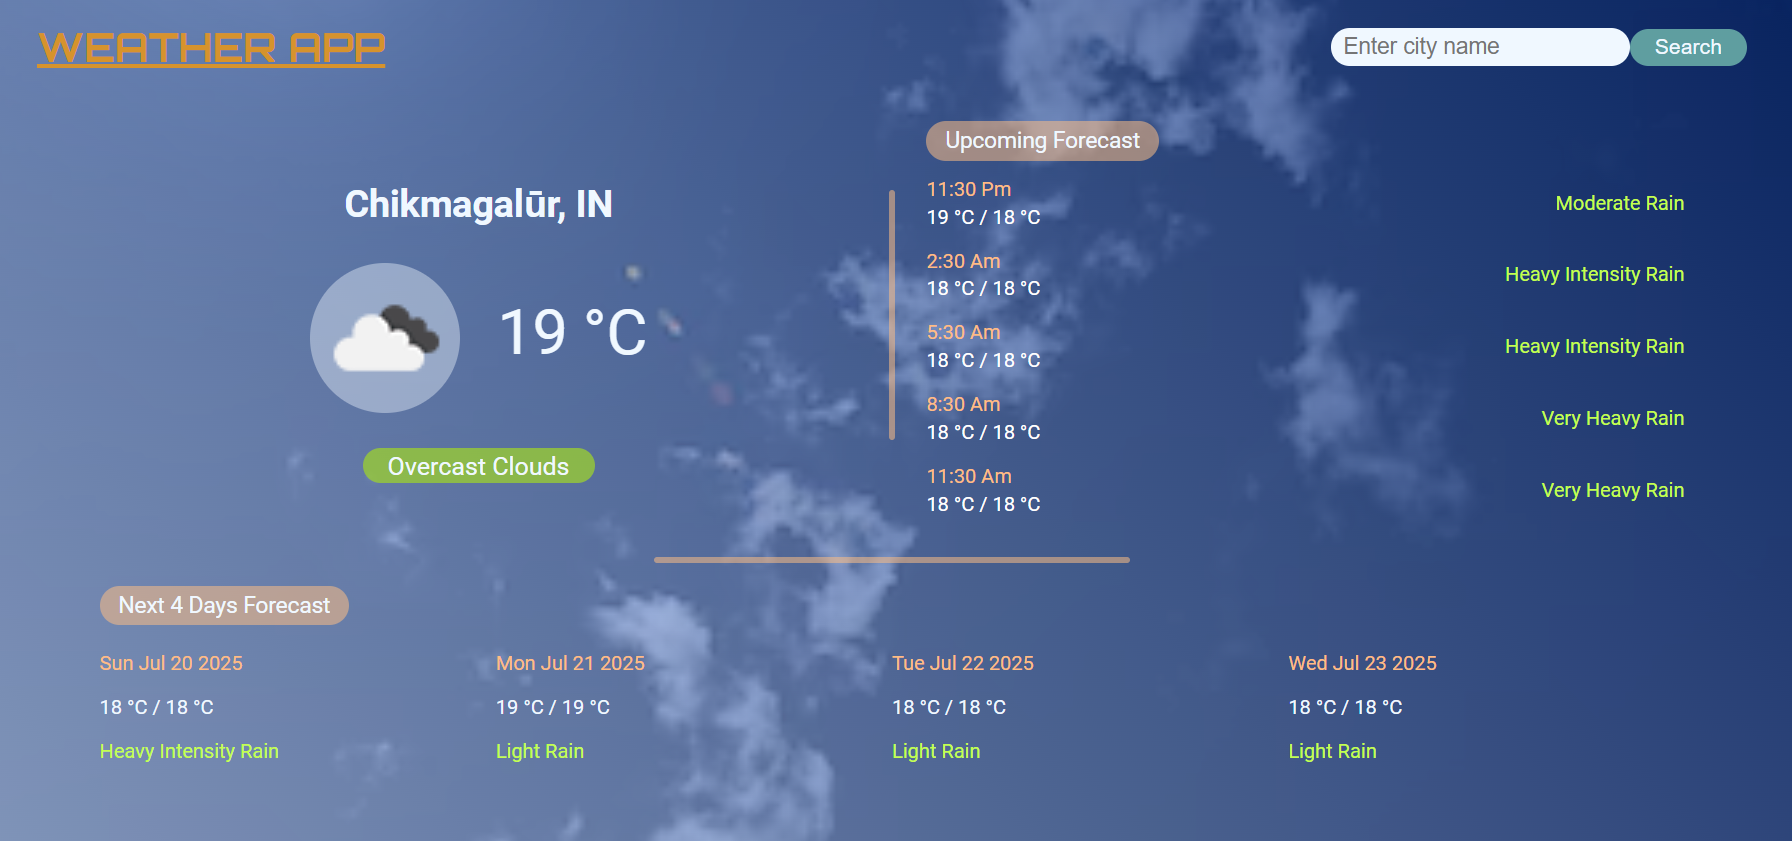 WEATHER APP
Enter city name
Search
Chikmagalūr, IN
19 °C
Overcast Clouds
Upcoming Forecast
11:30 Pm
19 °C / 18 °C
Moderate Rain
2:30 Am
18 °C / 18 °C
Heavy Intensity Rain
5:30 Am
18 °C / 18 °C
Heavy Intensity Rain
8:30 Am
18 °C / 18 °C
Very Heavy Rain
11:30 Am
18 °C / 18 °C
Very Heavy Rain
Next 4 Days Forecast
Sun Jul 20 2025
18 °C / 18 °C
Heavy Intensity Rain
Mon Jul 21 2025
19 °C / 19 °C
Light Rain
Tue Jul 22 2025
18 °C / 18 °C
Light Rain
Wed Jul 23 2025
18 °C / 18 °C
Light Rain